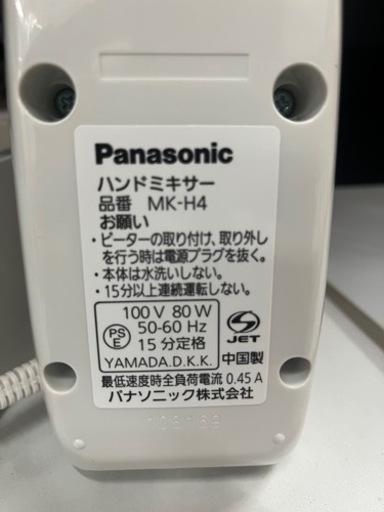 Panasonic
ハンドミキサー
品番 MK-H4
お願い
・ビーターの取り付け、取り外し
を行う時は電源プラグを抜く。
・本体は水洗いしない。
・15分以上連続運転しない。
100V 80W
50-60 Hz
15分定格
YAMADA.D.K.K.
PS
E
JET
中国製
最低速度時全負荷電流 0.45A
パナソニック株式会社